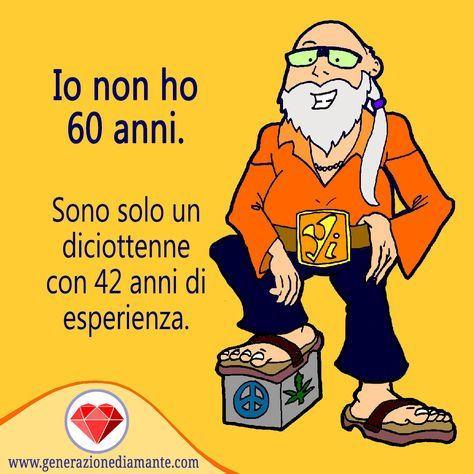 Io non ho
60 anni.
Sono solo un
diciottenne
con 42 anni di
esperienza.
www.generazionediamante.com